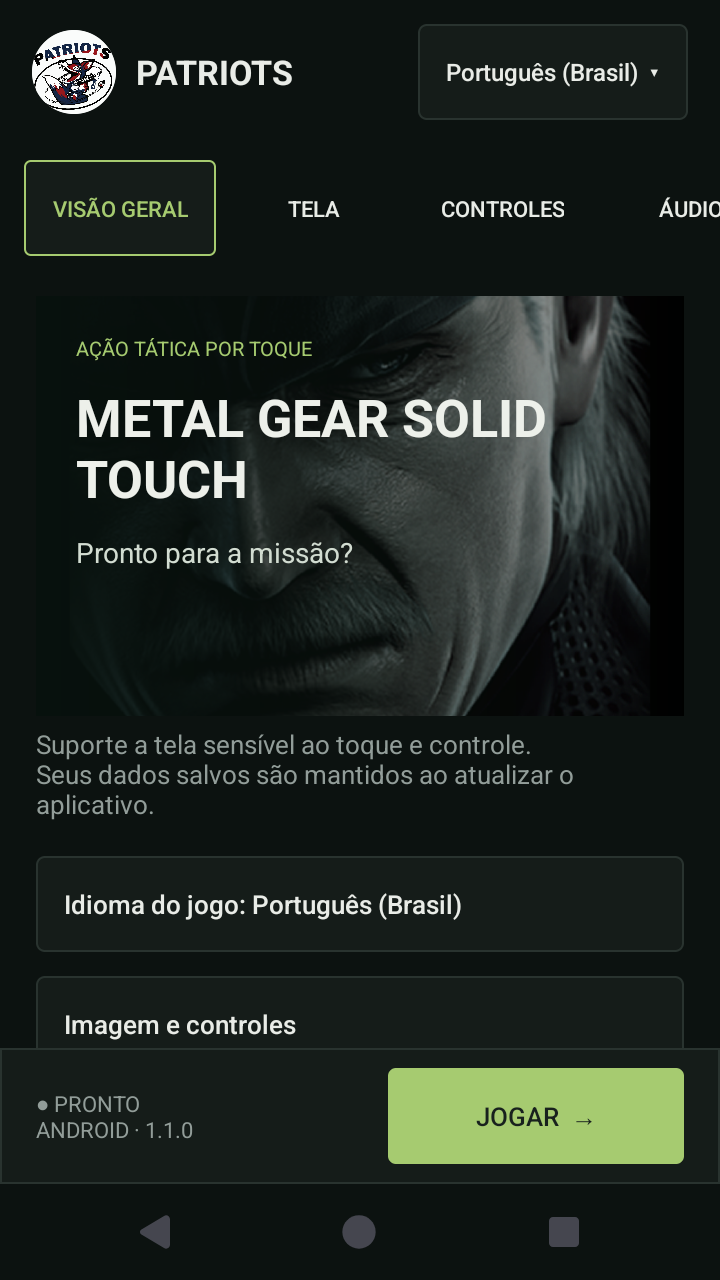 PATRIOTS
PATRIOTS
Português (Brasil) ▾
VISÃO GERAL
TELA
CONTROLES
ÁUDIO
AÇÃO TÁTICA POR TOQUE
METAL GEAR SOLID
TOUCH
Pronto para a missão?
Suporte a tela sensível ao toque e controle.
Seus dados salvos são mantidos ao atualizar o
aplicativo.
Idioma do jogo: Português (Brasil)
Imagem e controles
● PRONTO
ANDROID · 1.1.0
JOGAR →